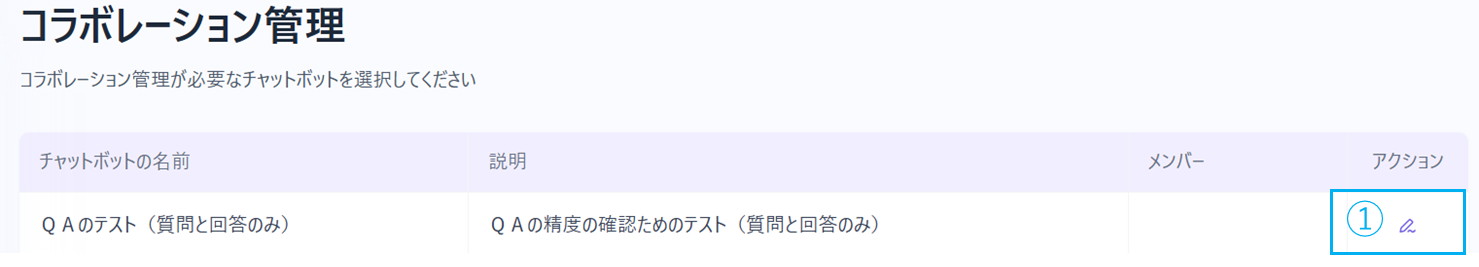 コラボレーション管理
コラボレーション管理が必要なチャットボットを選択してください
チャットボットの名前 説明 メンバー アクション
ＱＡのテスト（質問と回答のみ） ＱＡの精度の確認ためのテスト（質問と回答のみ） ①